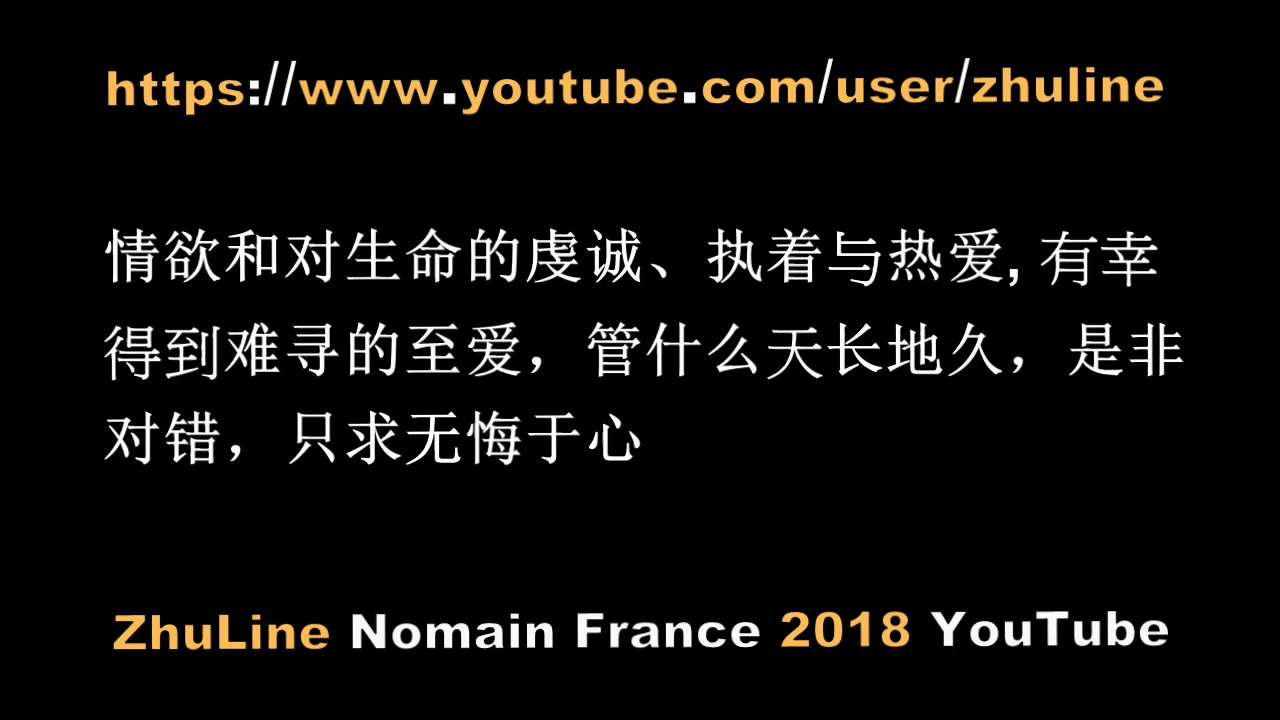 https://www.youtube.com/user/zhuline
情欲和对生命的虔诚、执着与热爱, 有幸
得到难寻的至爱，管什么天长地久，是非
对错，只求无悔于心
ZhuLine Nomain France 2018 YouTube